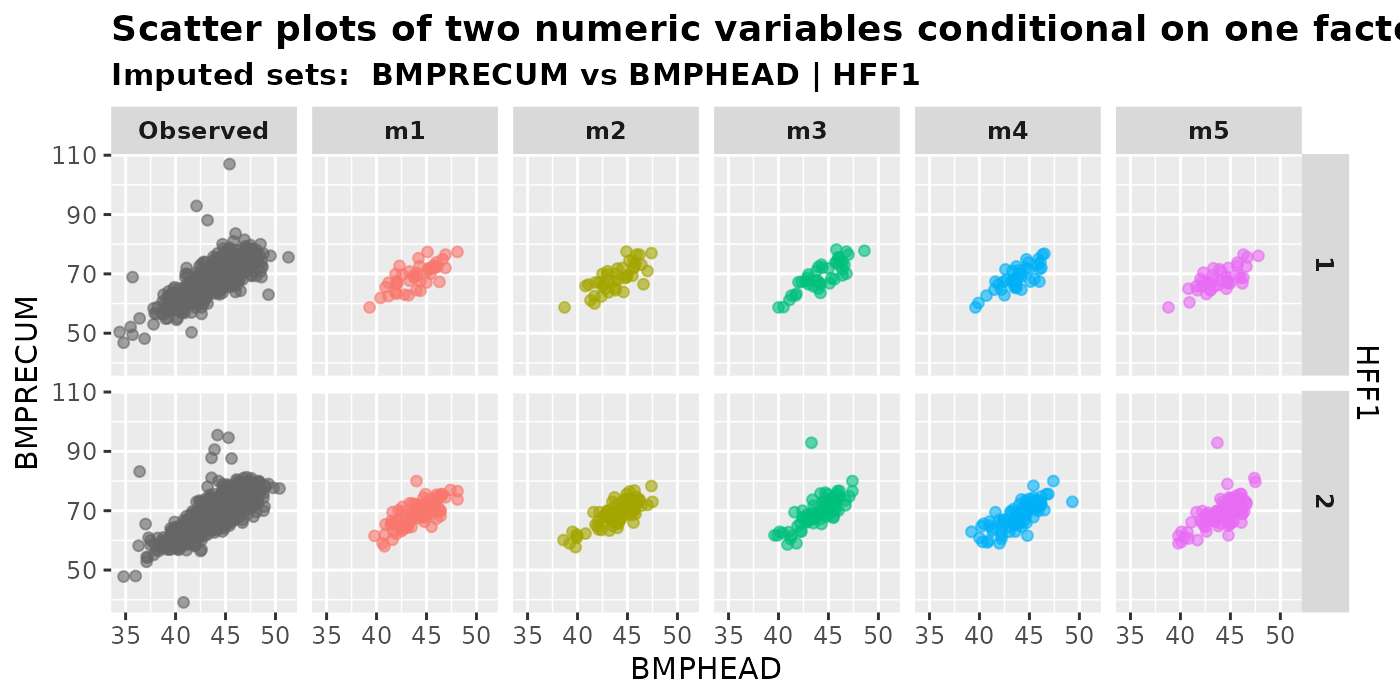 Scatter plots of two numeric variables conditional on one facto
Imputed sets:  BMPRECUM vs BMPHEAD | HFF1
Observed m1 m2 m3 m4 m5
110
90
70
50
1
110
90
70
50
2
BMPRECUM
HFF1
35 40 45 50 35 40 45 50 35 40 45 50 35 40 45 50 35 40 45 50 35 40 45 50
BMPHEAD